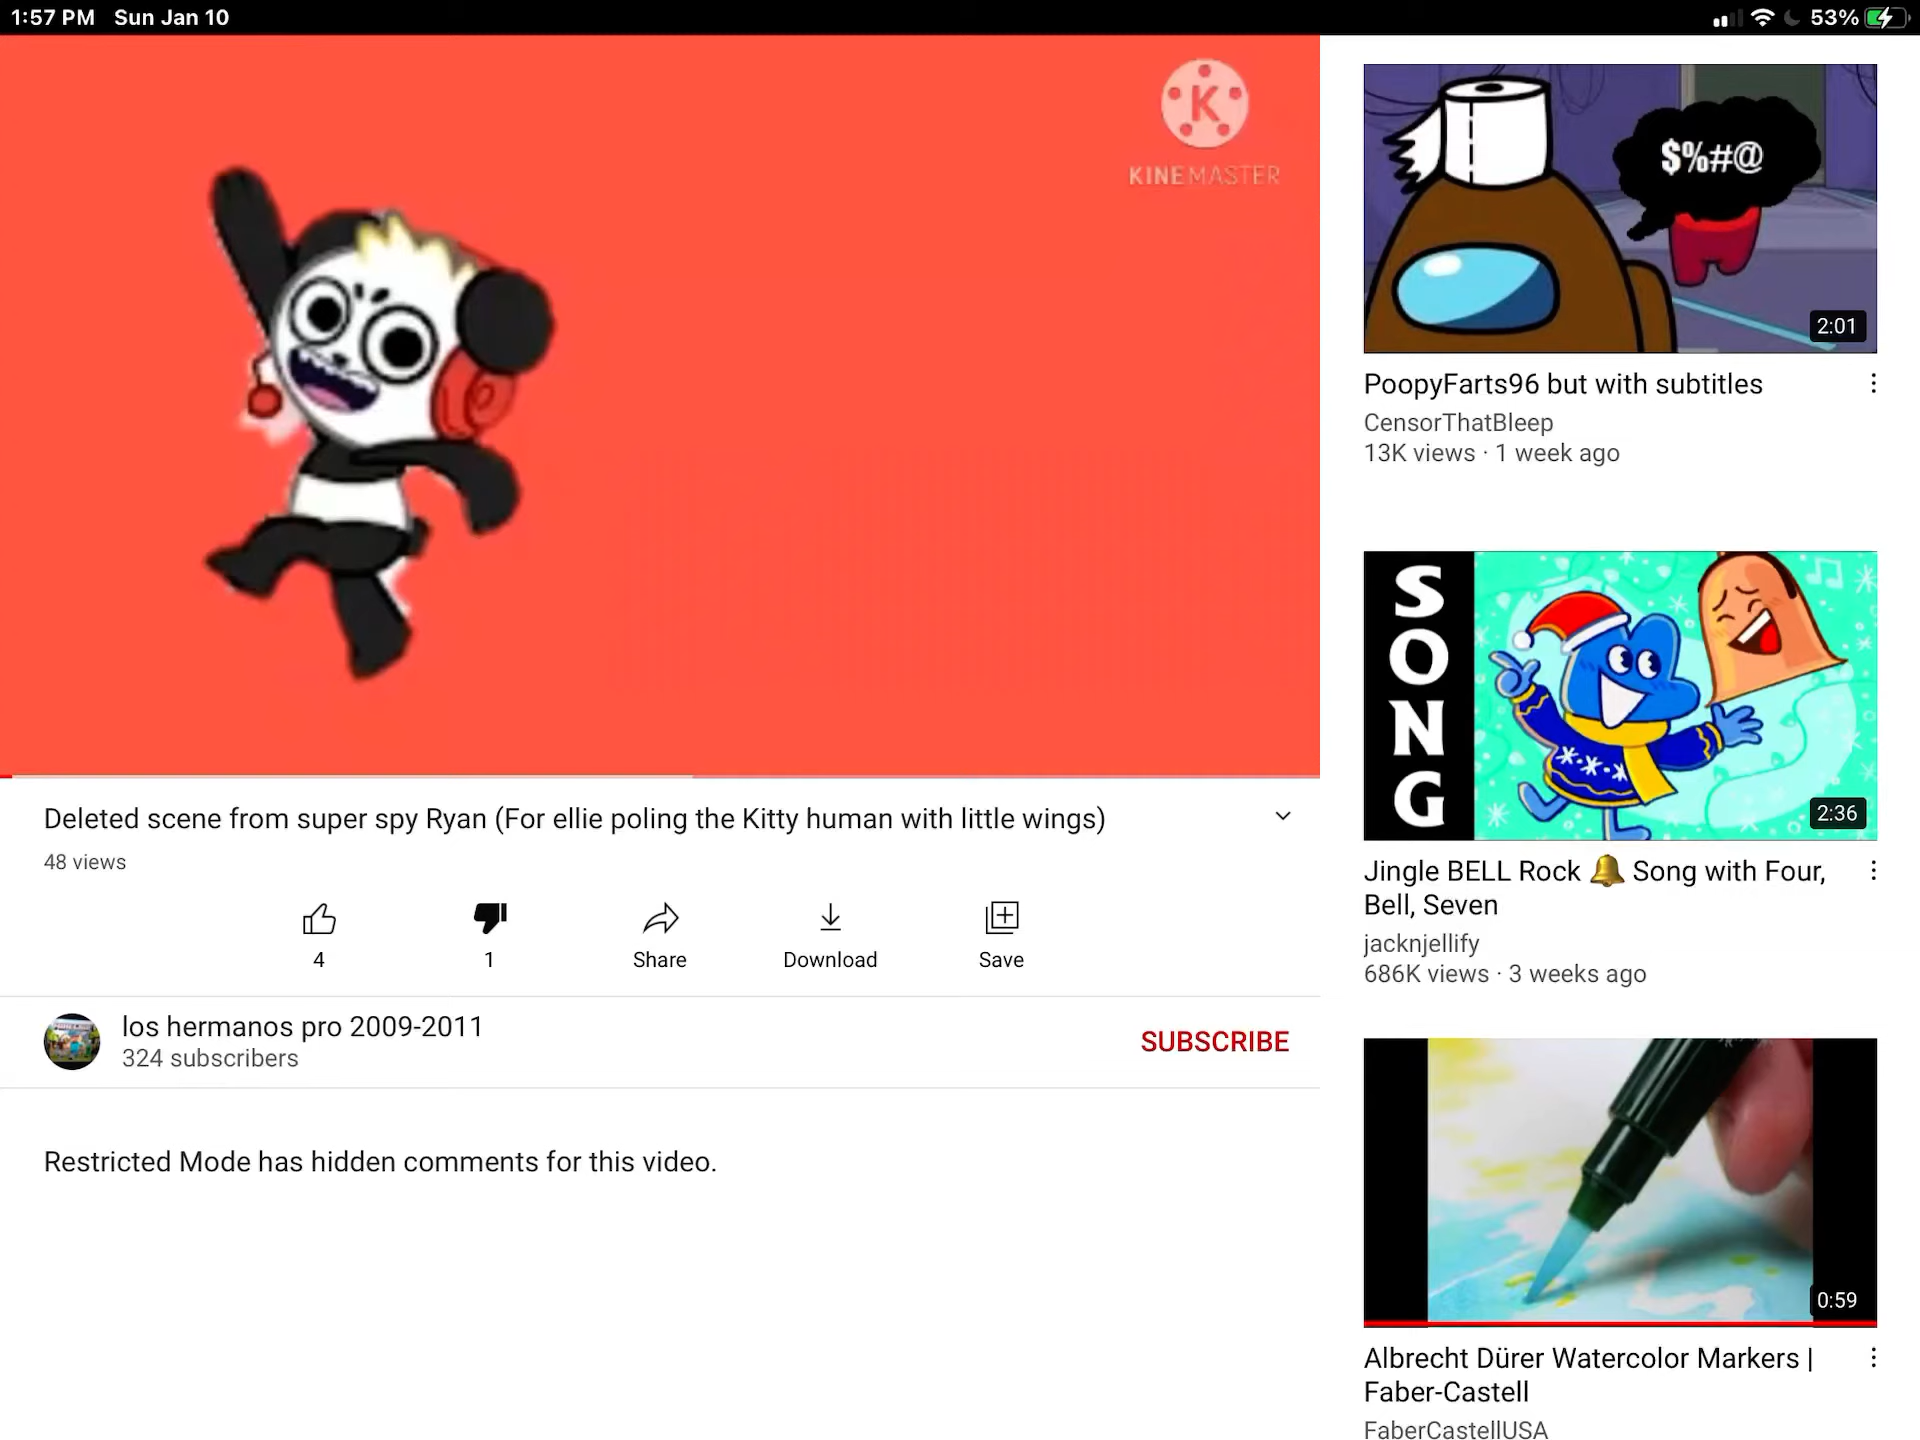 1:57 PM Sun Jan 10
53%
K
KINEMASTER
Deleted scene from super spy Ryan (For ellie poling the Kitty human with little wings)
48 views
4
1
Share
Download
Save
los hermanos pro 2009-2011
324 subscribers
SUBSCRIBE
Restricted Mode has hidden comments for this video.
$%#@
2:01
PoopyFarts96 but with subtitles
CensorThatBleep
13K views · 1 week ago
SONG
2:36
Jingle BELL Rock 🔔 Song with Four,
Bell, Seven
jacknjellify
686K views · 3 weeks ago
0:59
Albrecht Dürer Watercolor Markers |
Faber-Castell
FaberCastellUSA